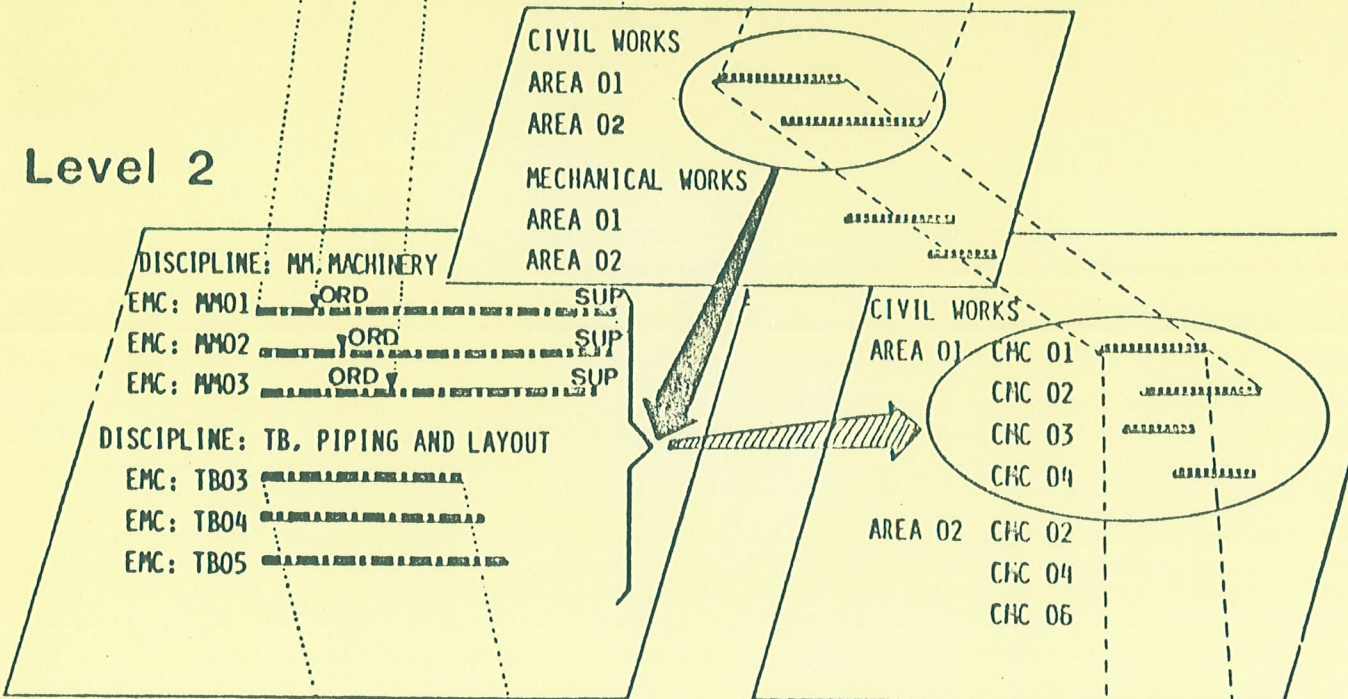 CIVIL WORKS
AREA 01
AREA 02
MECHANICAL WORKS
AREA 01
AREA 02
Level 2
DISCIPLINE: MM, MACHINERY
EMC: MM01 ORD SUP
EMC: MM02 ORD SUP
EMC: MM03 ORD SUP
DISCIPLINE: TB, PIPING AND LAYOUT
EMC: TB03
EMC: TB04
EMC: TB05
CIVIL WORKS
AREA 01 CMC 01
CMC 02
CMC 03
CMC 04
AREA 02 CMC 02
CMC 04
CMC 06